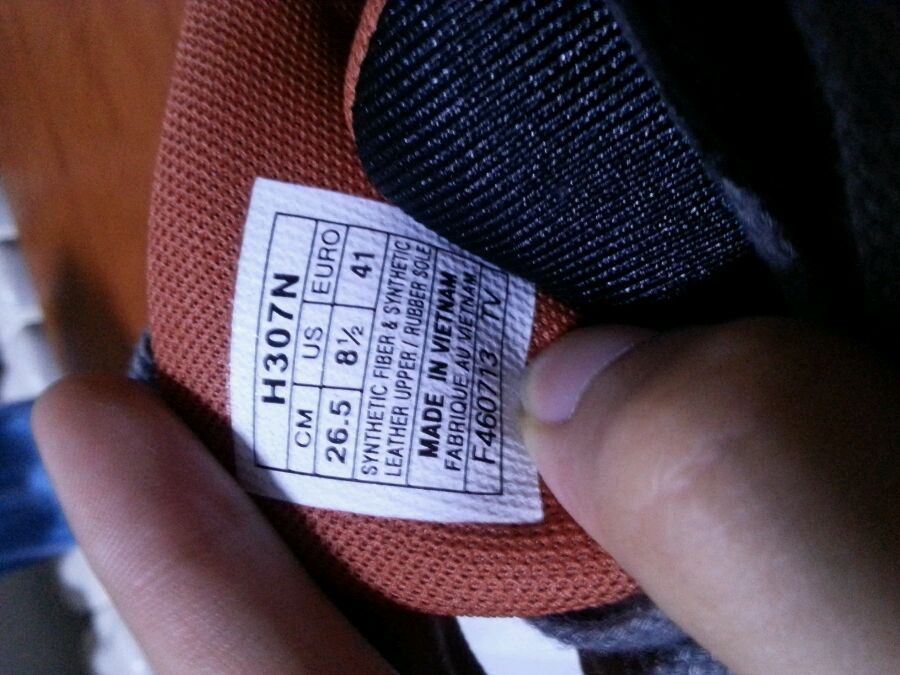 H307N
CM US EURO
26.5 8½ 41
SYNTHETIC FIBER & SYNTHETIC
LEATHER UPPER / RUBBER SOLE
MADE IN VIETNAM
FABRIQUE AU VIETNAM
F460713 TV